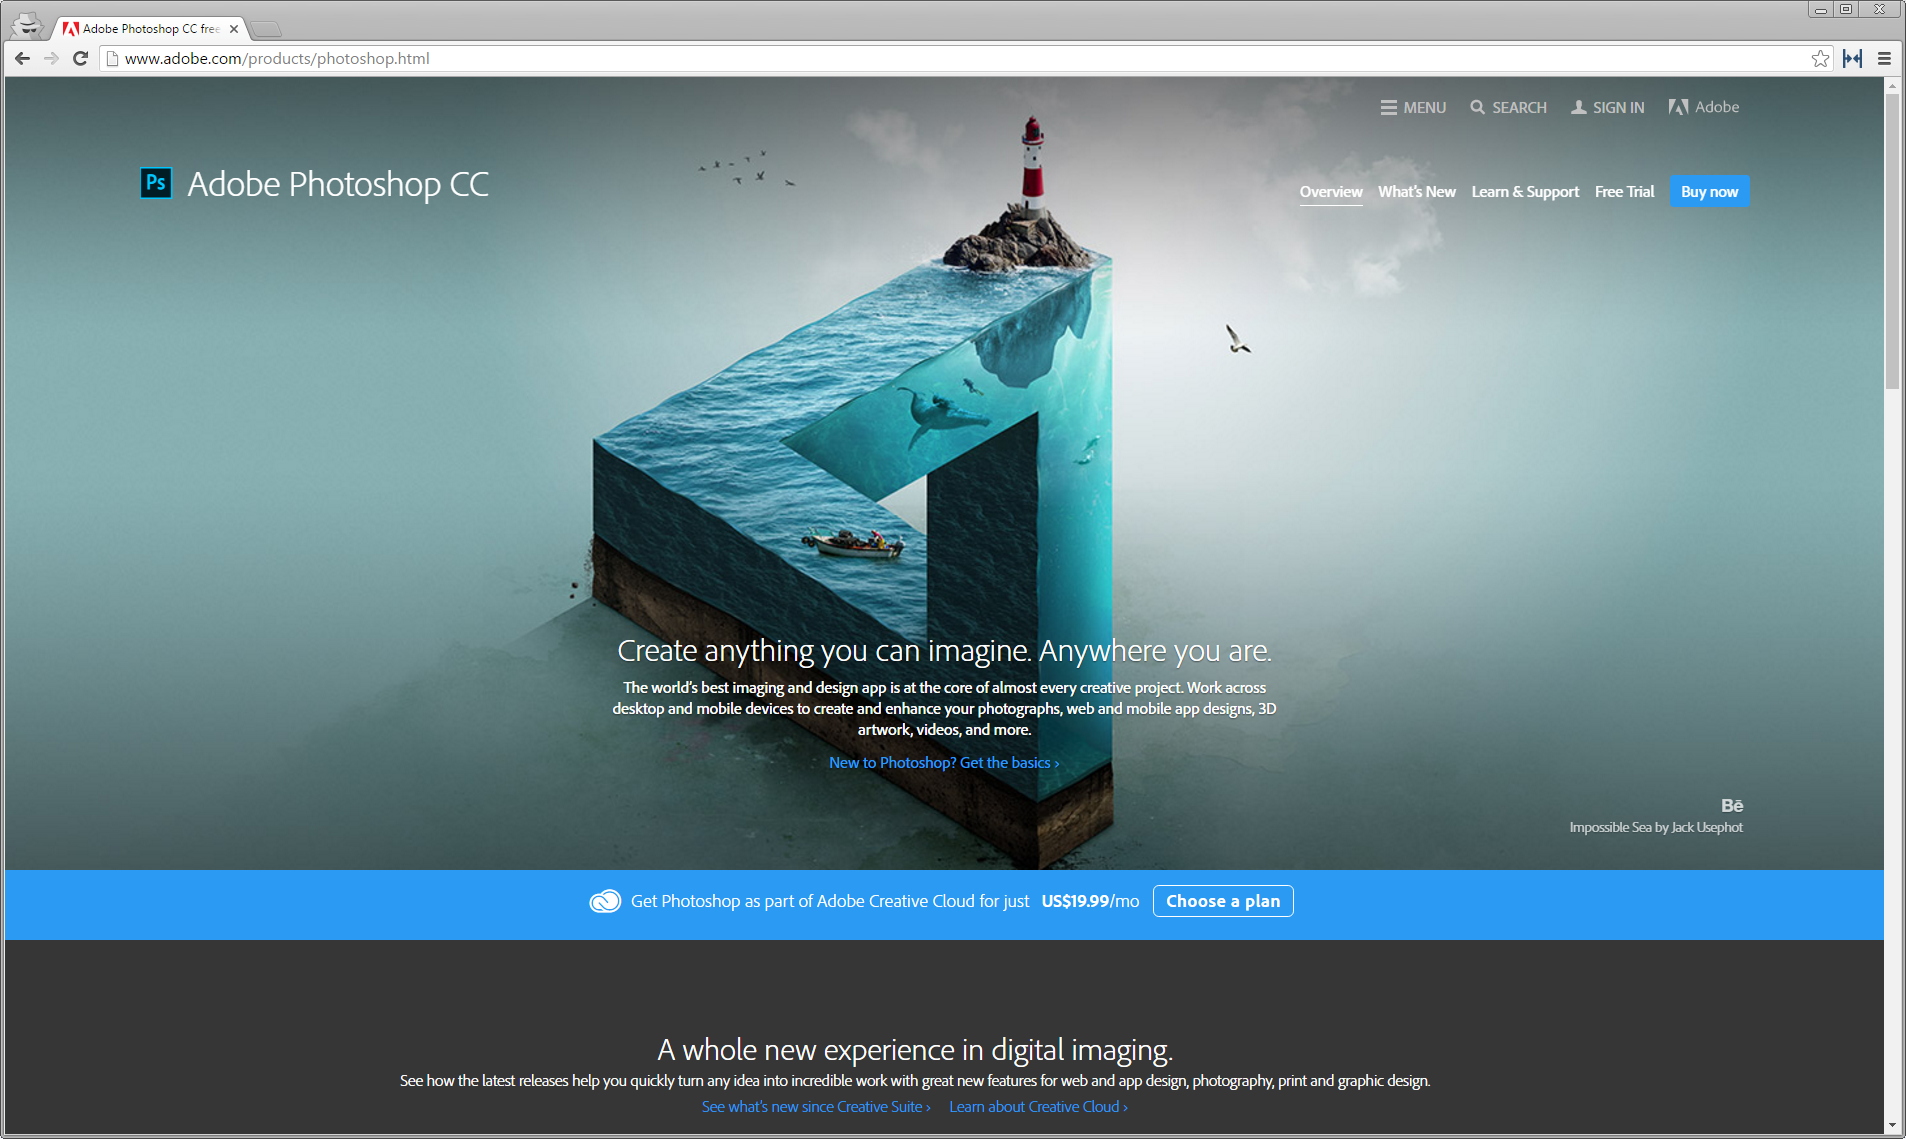 Adobe Photoshop CC free
www.adobe.com/products/photoshop.html
MENU SEARCH SIGN IN Adobe
Ps Adobe Photoshop CC
Overview What's New Learn & Support Free Trial Buy now
Create anything you can imagine. Anywhere you are.
The world's best imaging and design app is at the core of almost every creative project. Work across
desktop and mobile devices to create and enhance your photographs, web and mobile app designs, 3D
artwork, videos, and more.
New to Photoshop? Get the basics ›
Bē
Impossible Sea by Jack Usephot
Get Photoshop as part of Adobe Creative Cloud for just US$19.99/mo Choose a plan
A whole new experience in digital imaging.
See how the latest releases help you quickly turn any idea into incredible work with great new features for web and app design, photography, print and graphic design.
See what's new since Creative Suite › Learn about Creative Cloud ›